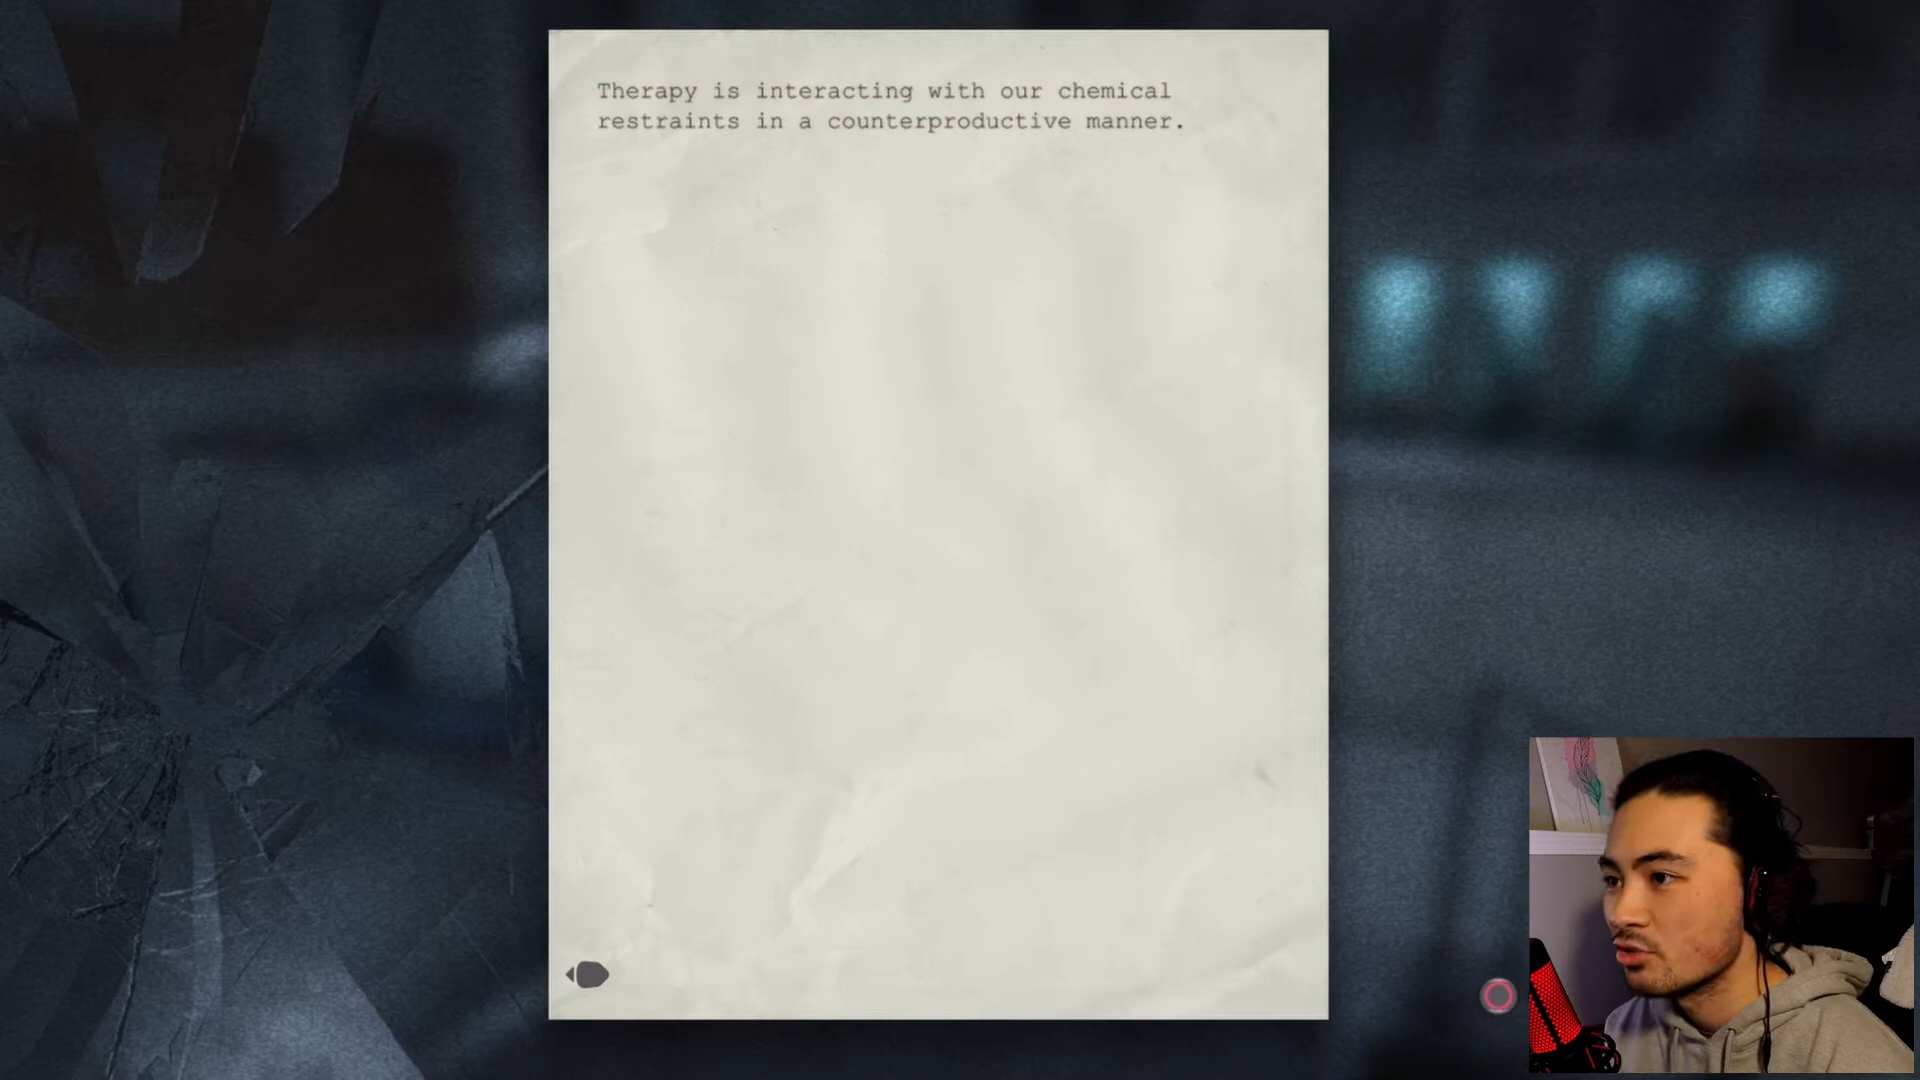 Therapy is interacting with our chemical
restraints in a counterproductive manner.